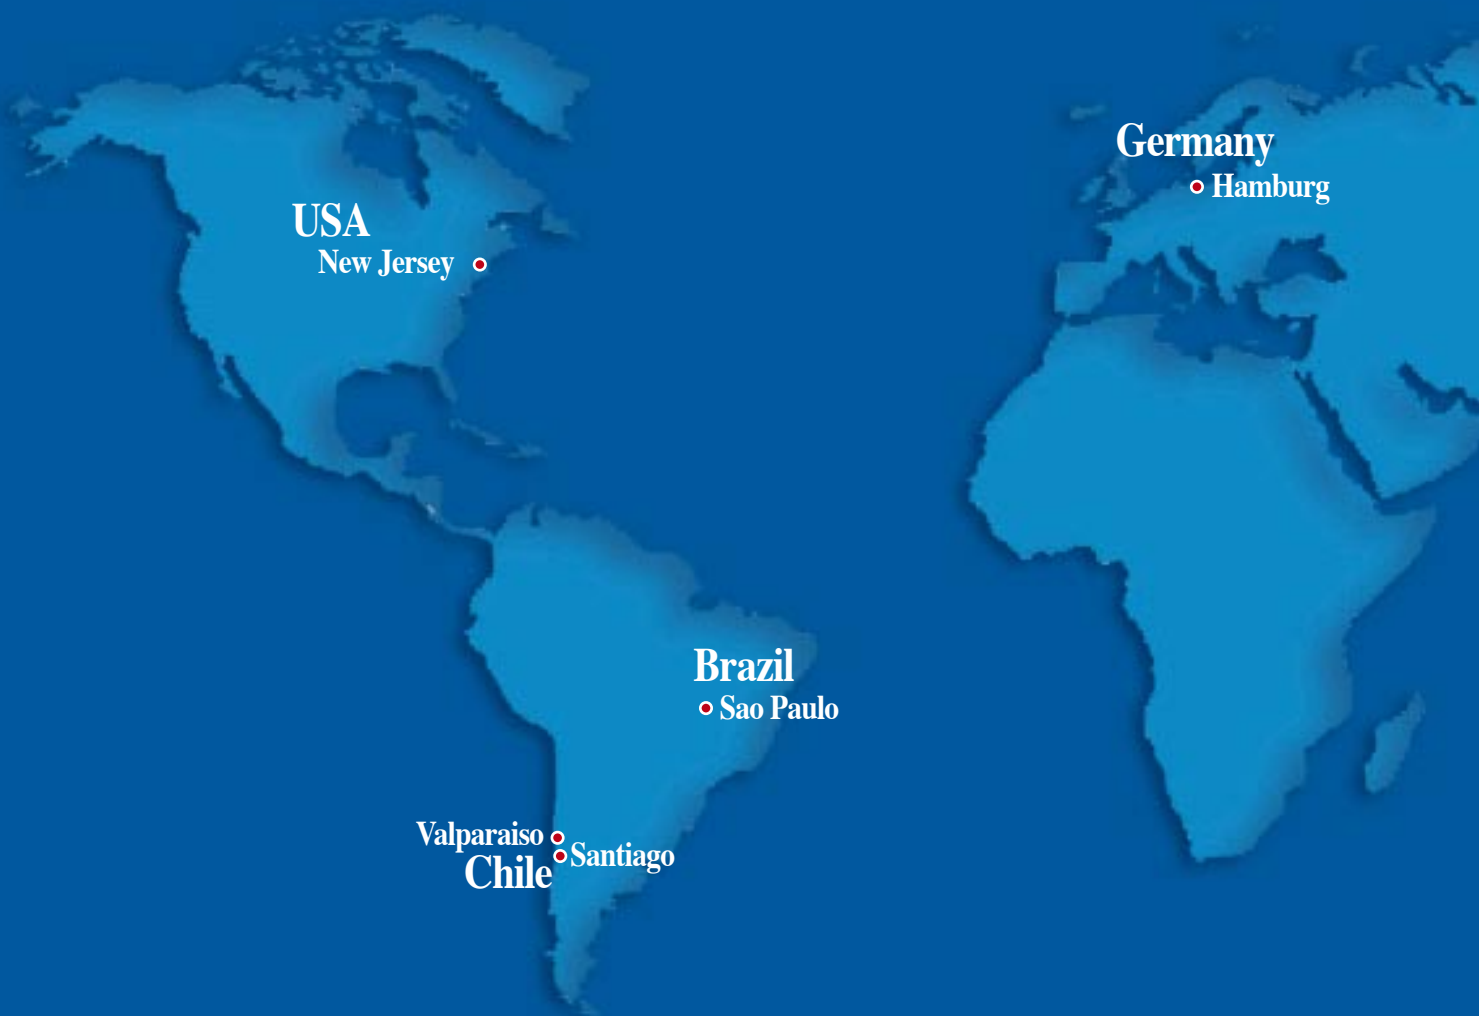 Germany
Hamburg
USA
New Jersey
Brazil
Sao Paulo
Valparaiso
Santiago
Chile